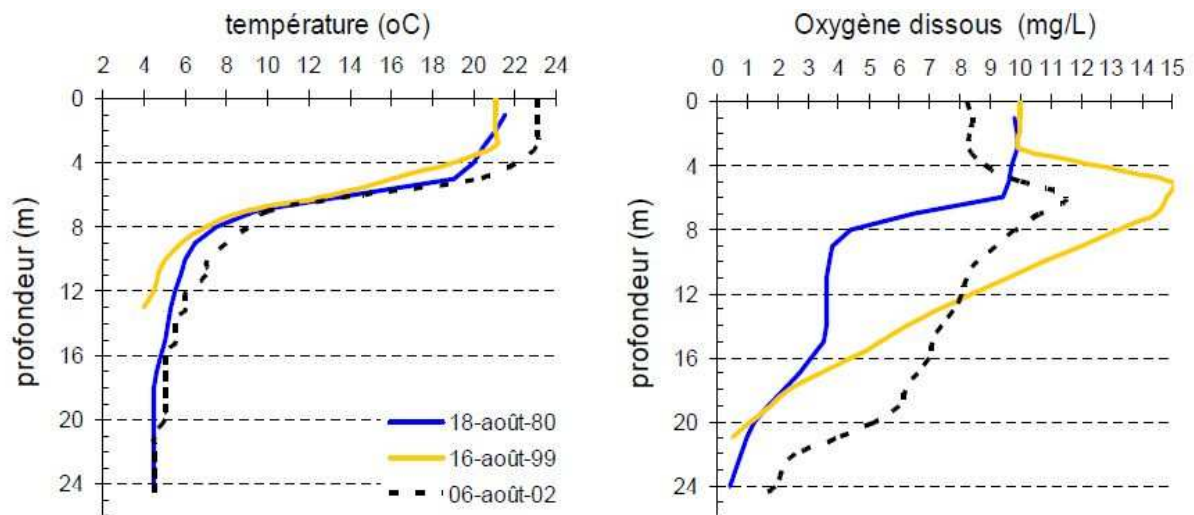 température (oC)
2 4 6 8 10 12 14 16 18 20 22 24
0
4
8
12
16
20
24
profondeur (m)
18-août-80
16-août-99
06-août-02
Oxygène dissous (mg/L)
0 1 2 3 4 5 6 7 8 9 10 11 12 13 14 15
0
4
8
12
16
20
24
profondeur (m)